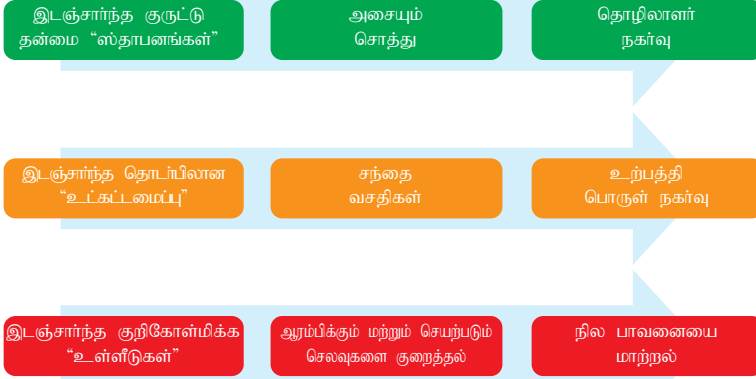 இடஞ்சார்ந்த குருட்டு
தன்மை “ஸ்தாபனங்கள்”
அசையும்
சொத்து
தொழிலாளர்
நகர்வு
இடஞ்சார்ந்த தொடர்பிலான
“உட்கட்டமைப்பு”
சந்தை
வசதிகள்
உற்பத்தி
பொருள் நகர்வு
இடஞ்சார்ந்த குறிகோள்மிக்க
“உள்ளீடுகள்”
ஆரம்பிக்கும் மற்றும் செயற்படும்
செலவுகளை குறைத்தல்
நில பாவனையை
மாற்றல்